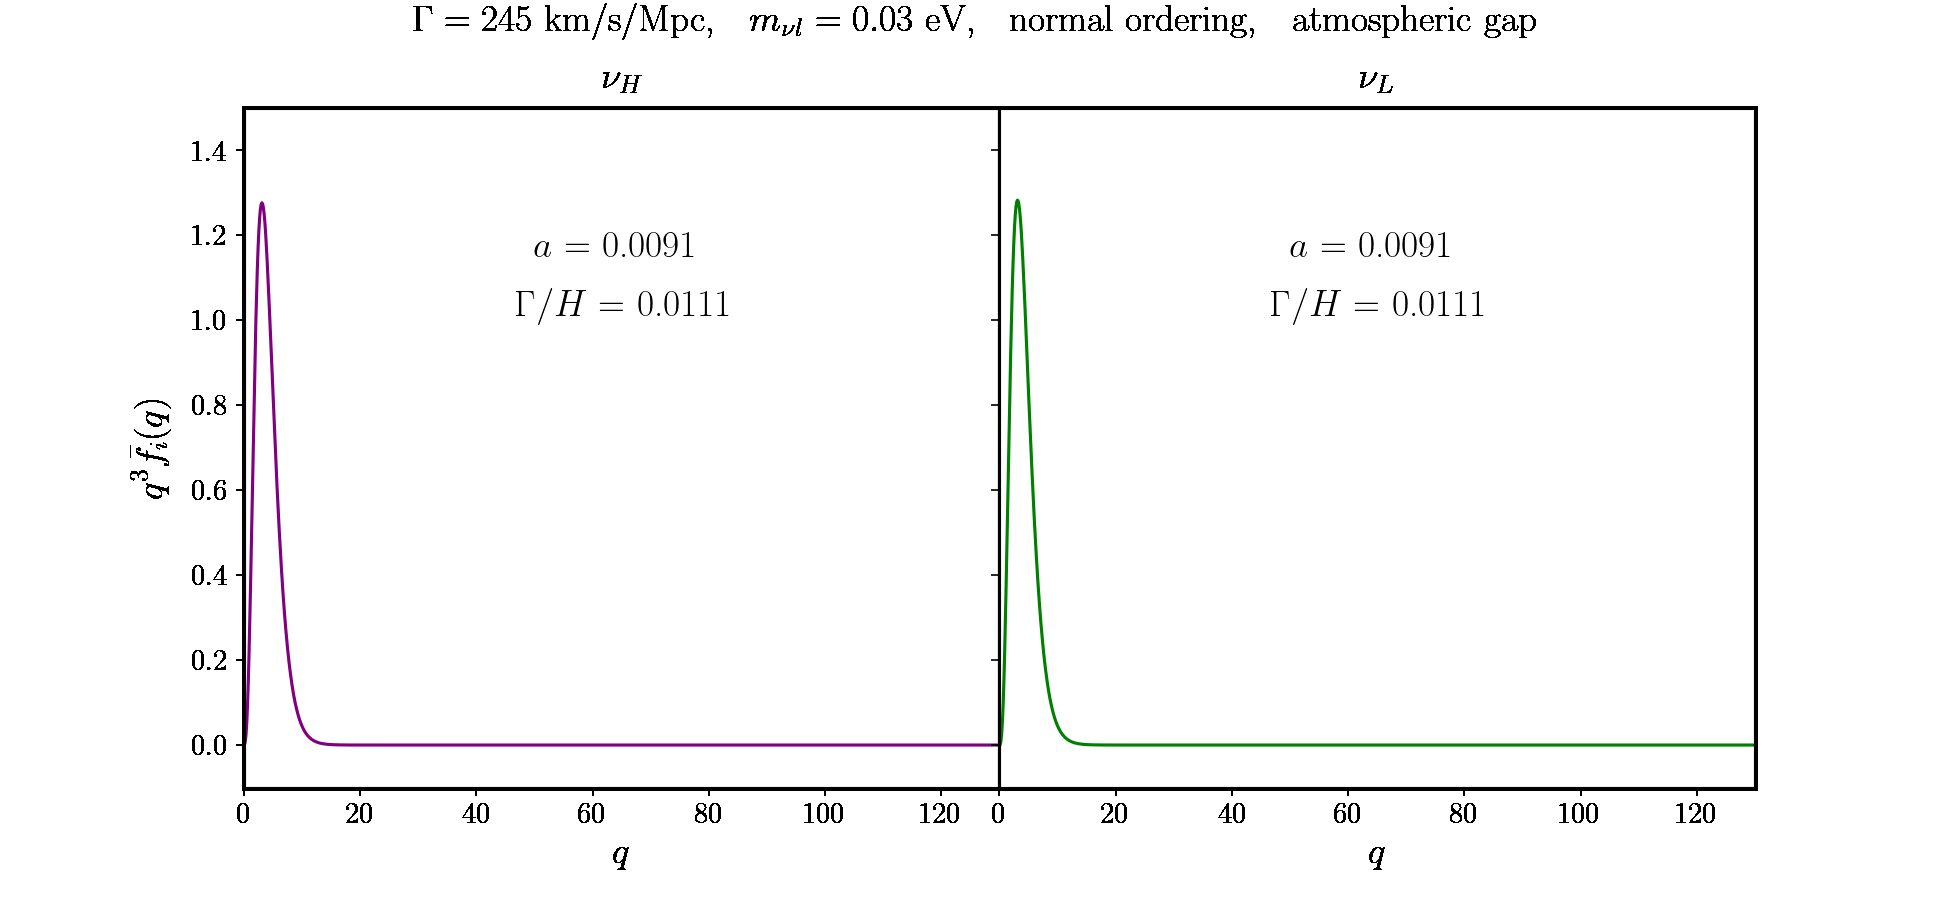 Γ = 245 km/s/Mpc, m_νl = 0.03 eV, normal ordering, atmospheric gap
ν_H
ν_L
1.4
1.2
1.0
0.8
0.6
0.4
0.2
0.0
q³f̄_i(q)
a = 0.0091
Γ/H = 0.0111
a = 0.0091
Γ/H = 0.0111
0 20 40 60 80 100 120
0 20 40 60 80 100 120
q
q